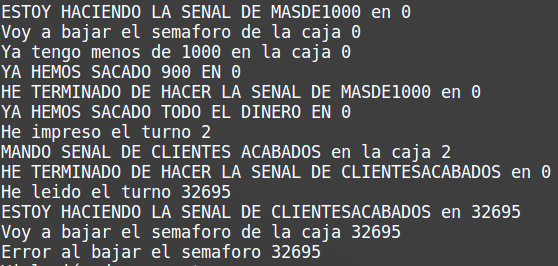 ESTOY HACIENDO LA SENAL DE MASDE1000 en 0
Voy a bajar el semaforo de la caja 0
Ya tengo menos de 1000 en la caja 0
YA HEMOS SACADO 900 EN 0
HE TERMINADO DE HACER LA SENAL DE MASDE1000 en 0
YA HEMOS SACADO TODO EL DINERO EN 0
He impreso el turno 2
MANDO SENAL DE CLIENTES ACABADOS en la caja 2
HE TERMINADO DE HACER LA SENAL DE CLIENTESACABADOS en 0
He leido el turno 32695
ESTOY HACIENDO LA SENAL DE CLIENTESACABADOS en 32695
Voy a bajar el semaforo de la caja 32695
Error al bajar el semaforo 32695